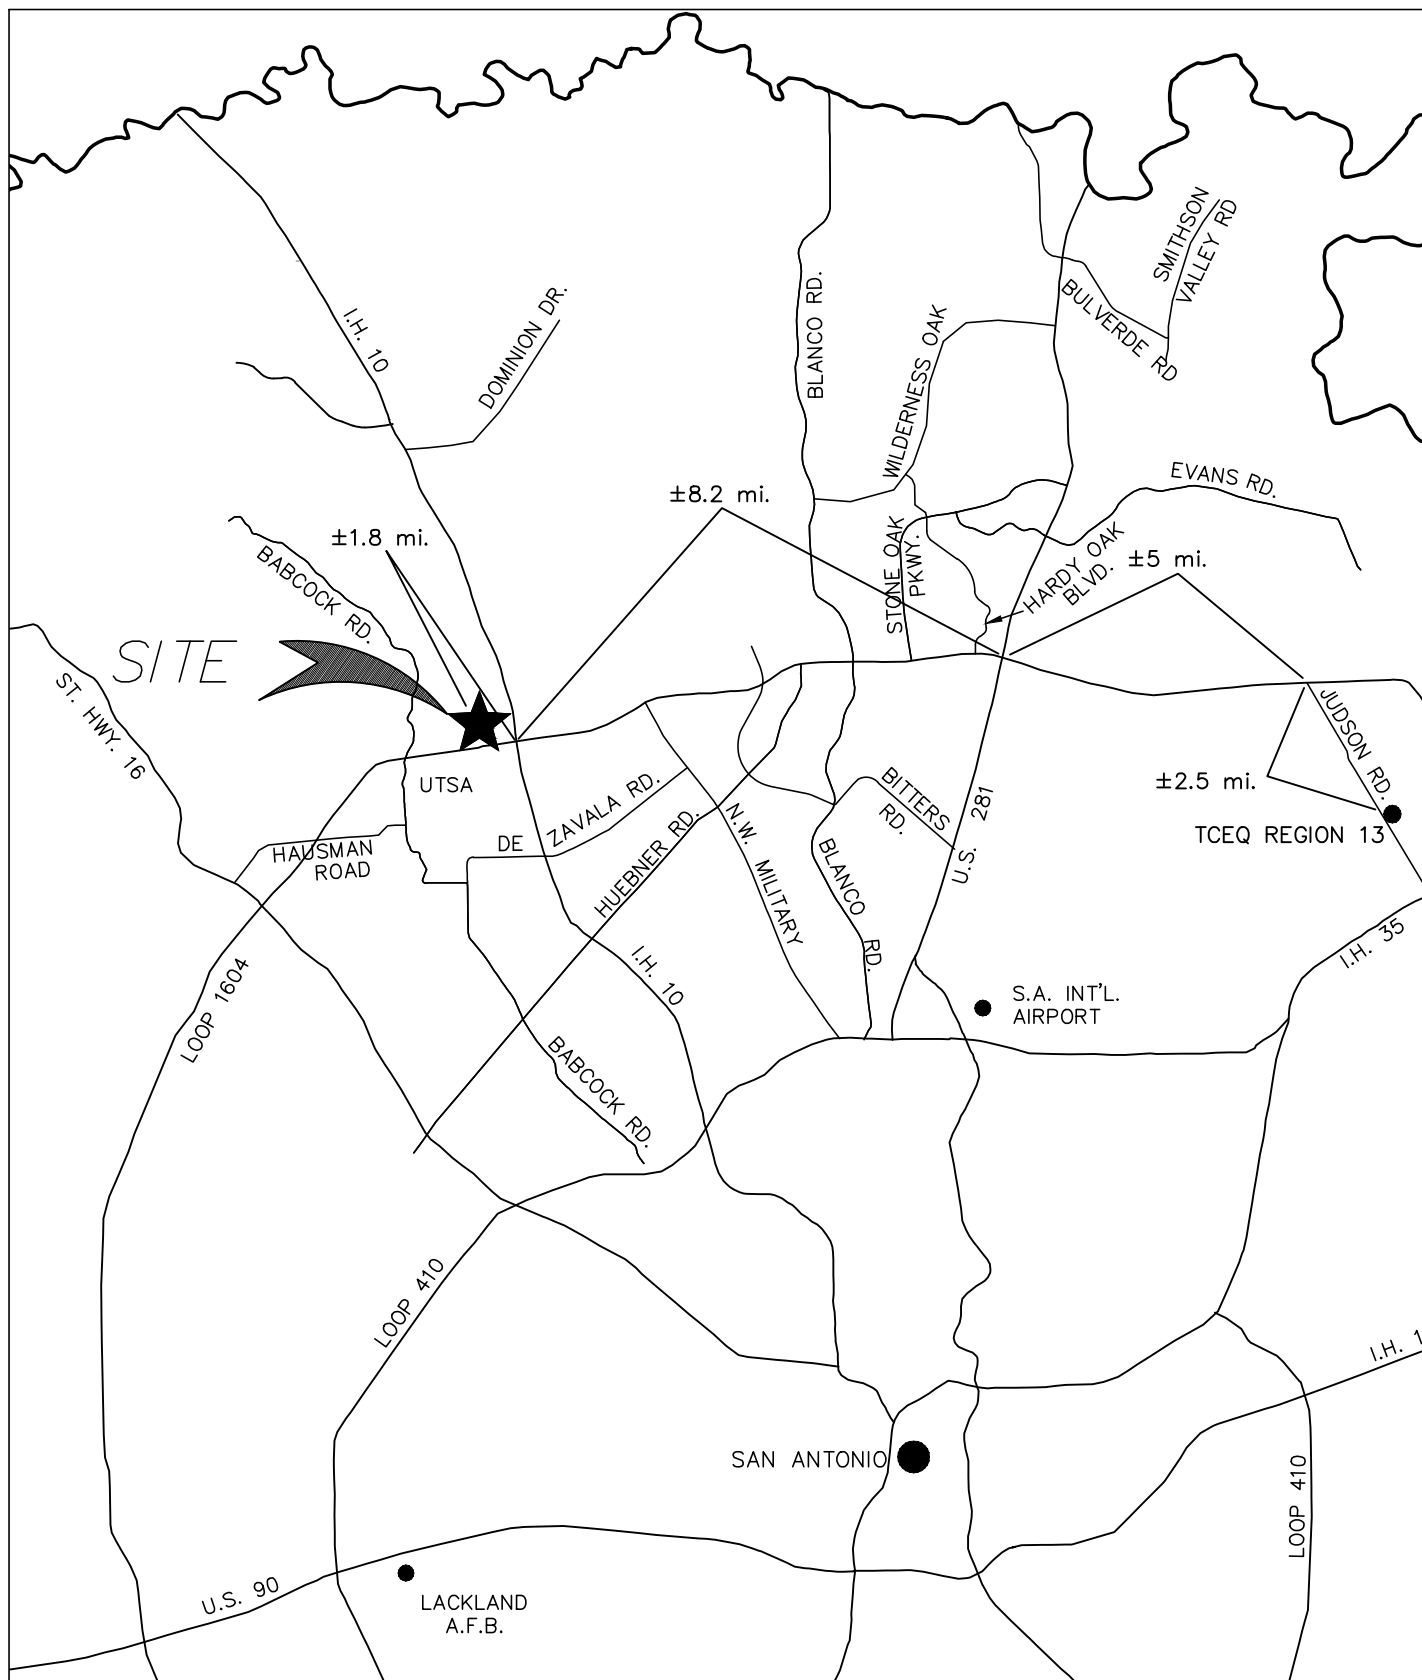 SMITHSON
VALLEY RD
BLANCO RD.
BULVERDE RD
I.H. 10
DOMINION DR.
WILDERNESS OAK
EVANS RD.
±8.2 mi.
±1.8 mi.
BABCOCK RD.
STONE OAK
PKWY.
HARDY OAK
BLVD.
±5 mi.
SITE
ST. HWY. 16
JUDSON RD.
±2.5 mi.
UTSA
DE ZAVALA RD.
BITTERS
RD.
U.S. 281
TCEQ REGION 13
HAUSMAN
ROAD
HUEBNER RD.
N.W. MILITARY
BLANCO RD.
I.H. 35
LOOP 1604
I.H. 10
S.A. INT'L.
AIRPORT
BABCOCK RD.
LOOP 410
I.H. 1
SAN ANTONIO
LOOP 410
U.S. 90
LACKLAND
A.F.B.